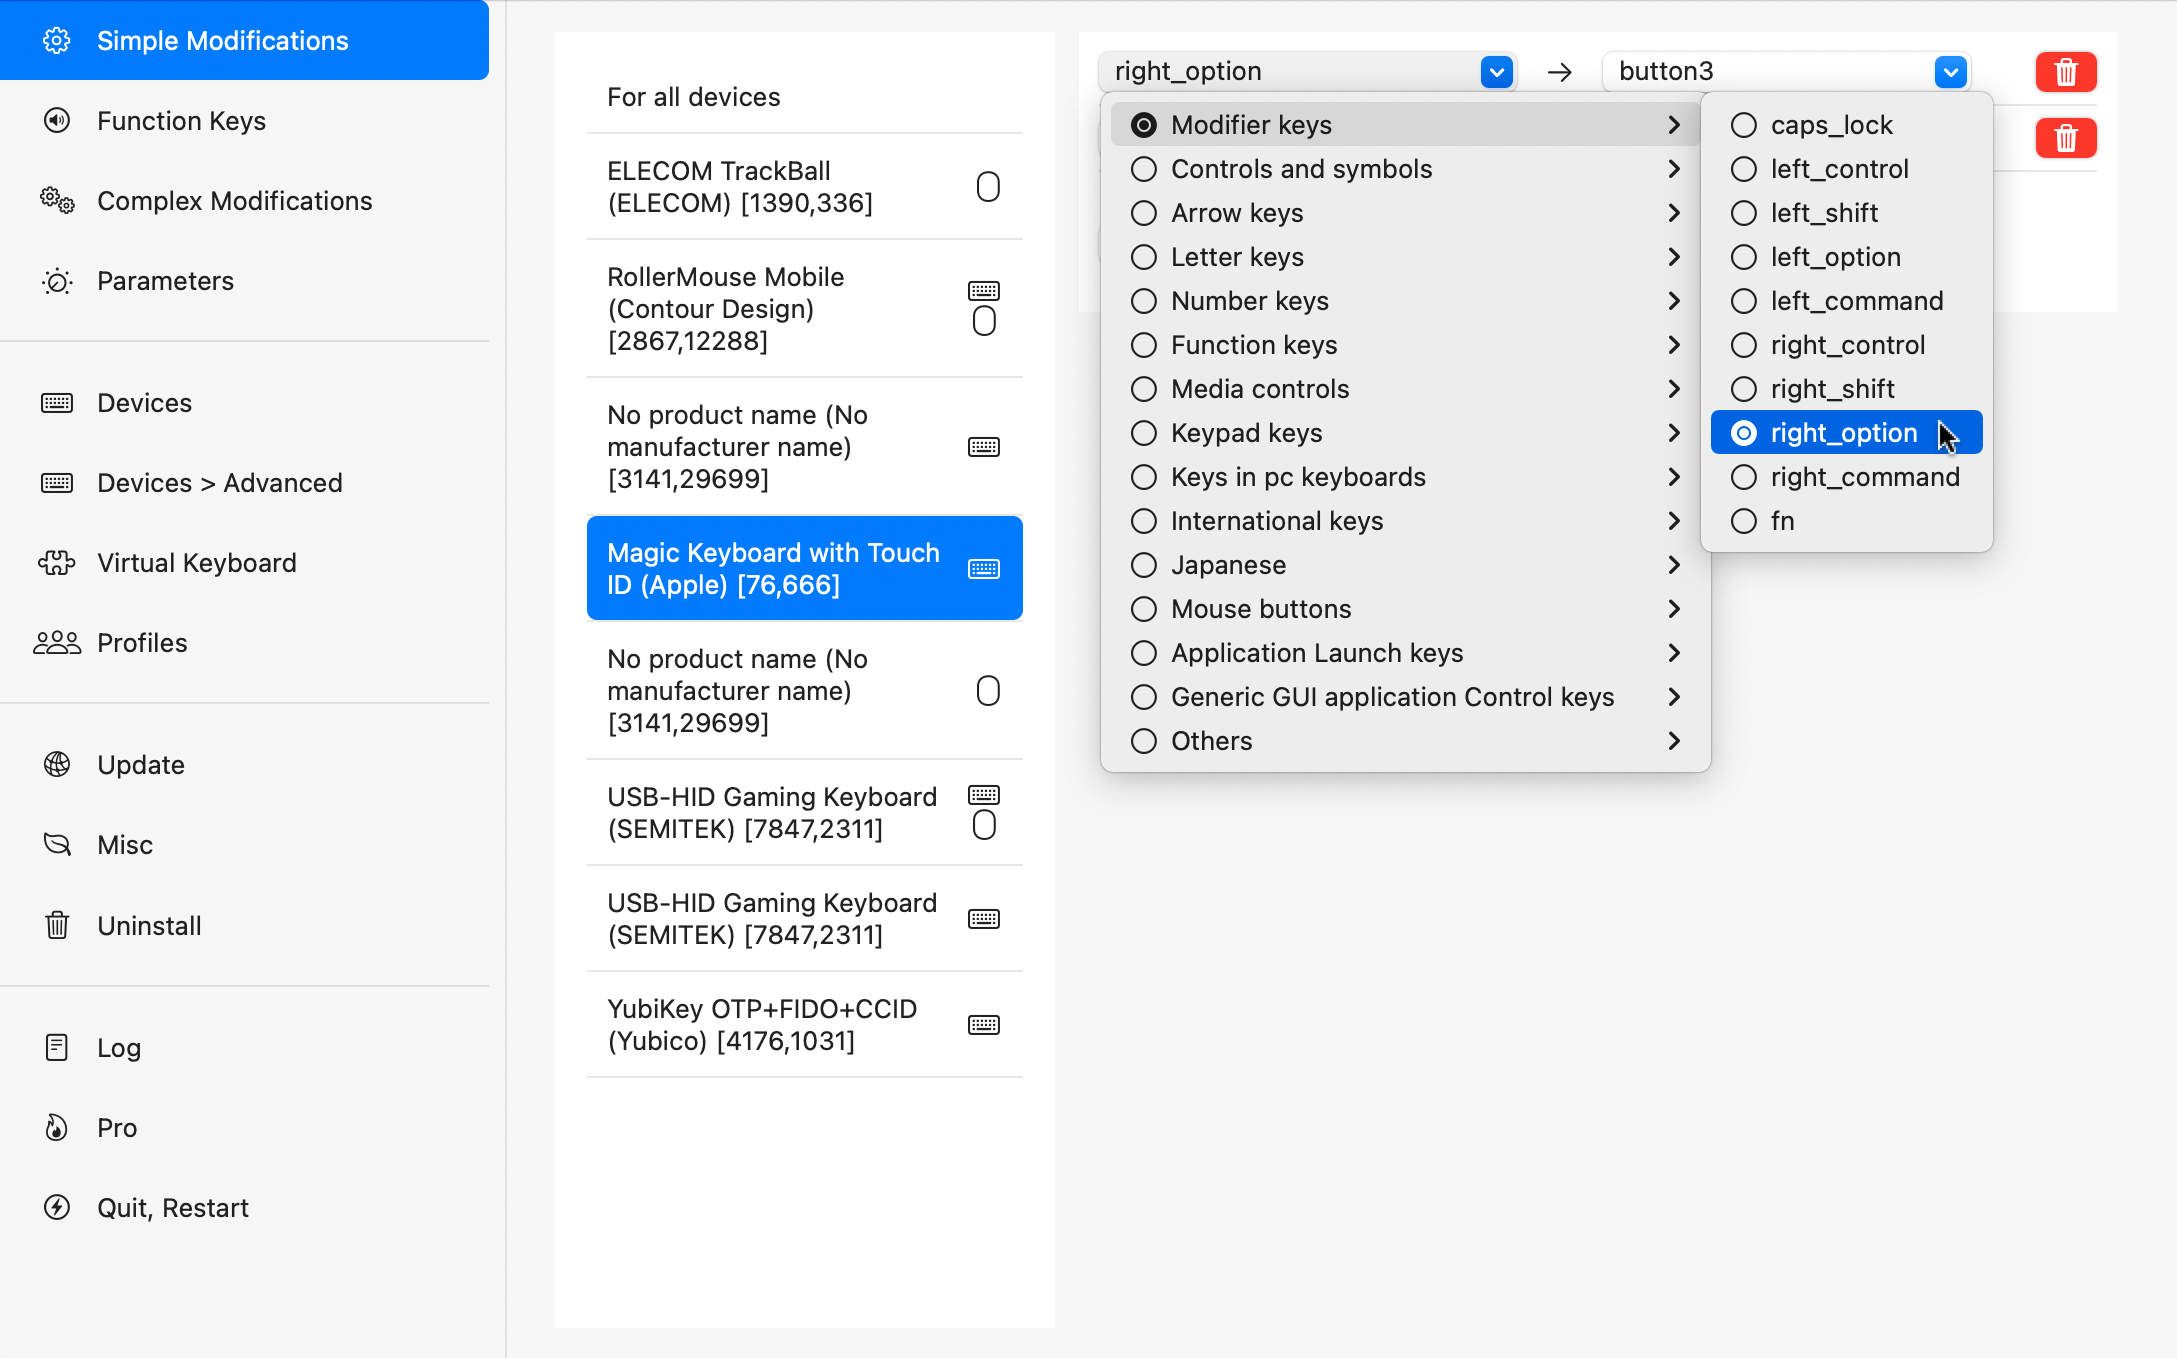 Simple Modifications
Function Keys
Complex Modifications
Parameters
Devices
Devices > Advanced
Virtual Keyboard
Profiles
Update
Misc
Uninstall
Log
Pro
Quit, Restart
For all devices
ELECOM TrackBall
(ELECOM) [1390,336]
RollerMouse Mobile
(Contour Design)
[2867,12288]
No product name (No
manufacturer name)
[3141,29699]
Magic Keyboard with Touch
ID (Apple) [76,666]
No product name (No
manufacturer name)
[3141,29699]
USB-HID Gaming Keyboard
(SEMITEK) [7847,2311]
USB-HID Gaming Keyboard
(SEMITEK) [7847,2311]
YubiKey OTP+FIDO+CCID
(Yubico) [4176,1031]
right_option → button3
Modifier keys
Controls and symbols
Arrow keys
Letter keys
Number keys
Function keys
Media controls
Keypad keys
Keys in pc keyboards
International keys
Japanese
Mouse buttons
Application Launch keys
Generic GUI application Control keys
Others
caps_lock
left_control
left_shift
left_option
left_command
right_control
right_shift
right_option
right_command
fn